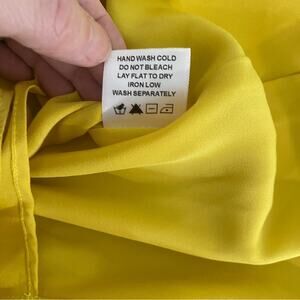 HAND WASH COLD
DO NOT BLEACH
LAY FLAT TO DRY
IRON LOW
WASH SEPARATELY